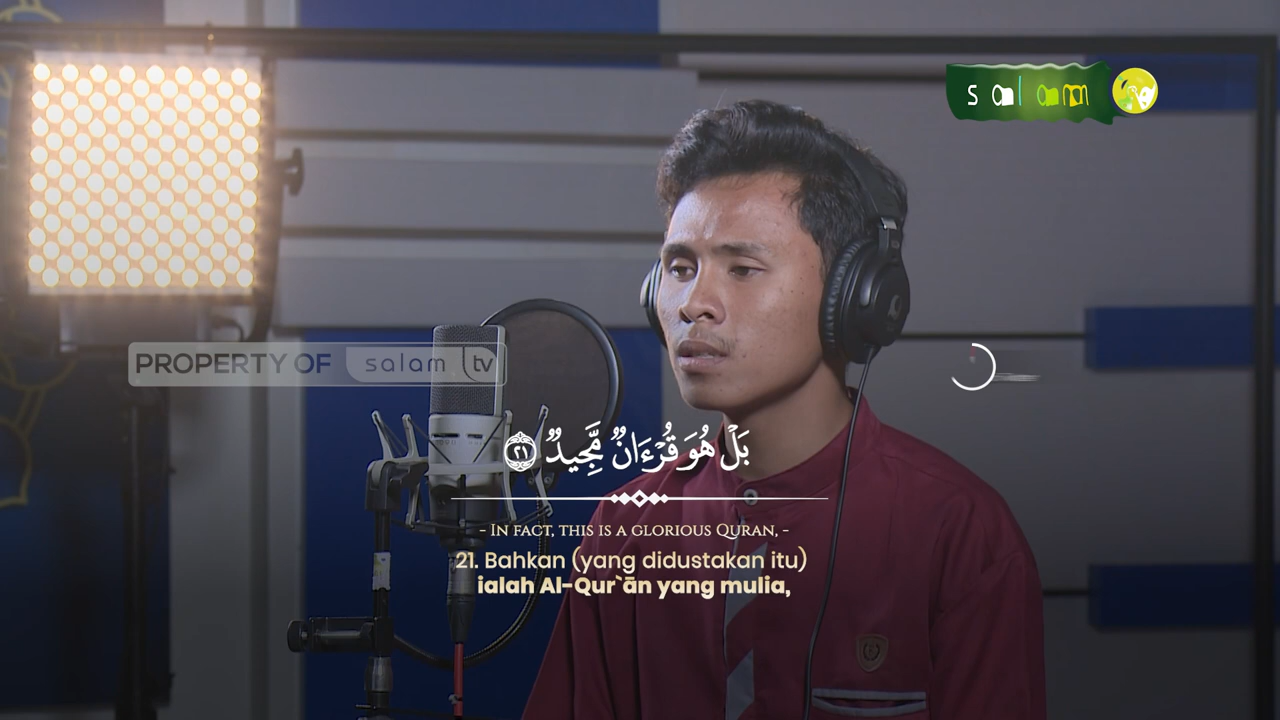 salam
PROPERTY OF salam tv
بَلْ هُوَ قُرْءَانٌ مَّجِيدٌ ٢١
- In fact, this is a glorious Quran, -
21. Bahkan (yang didustakan itu)
ialah Al-Qur`ān yang mulia,